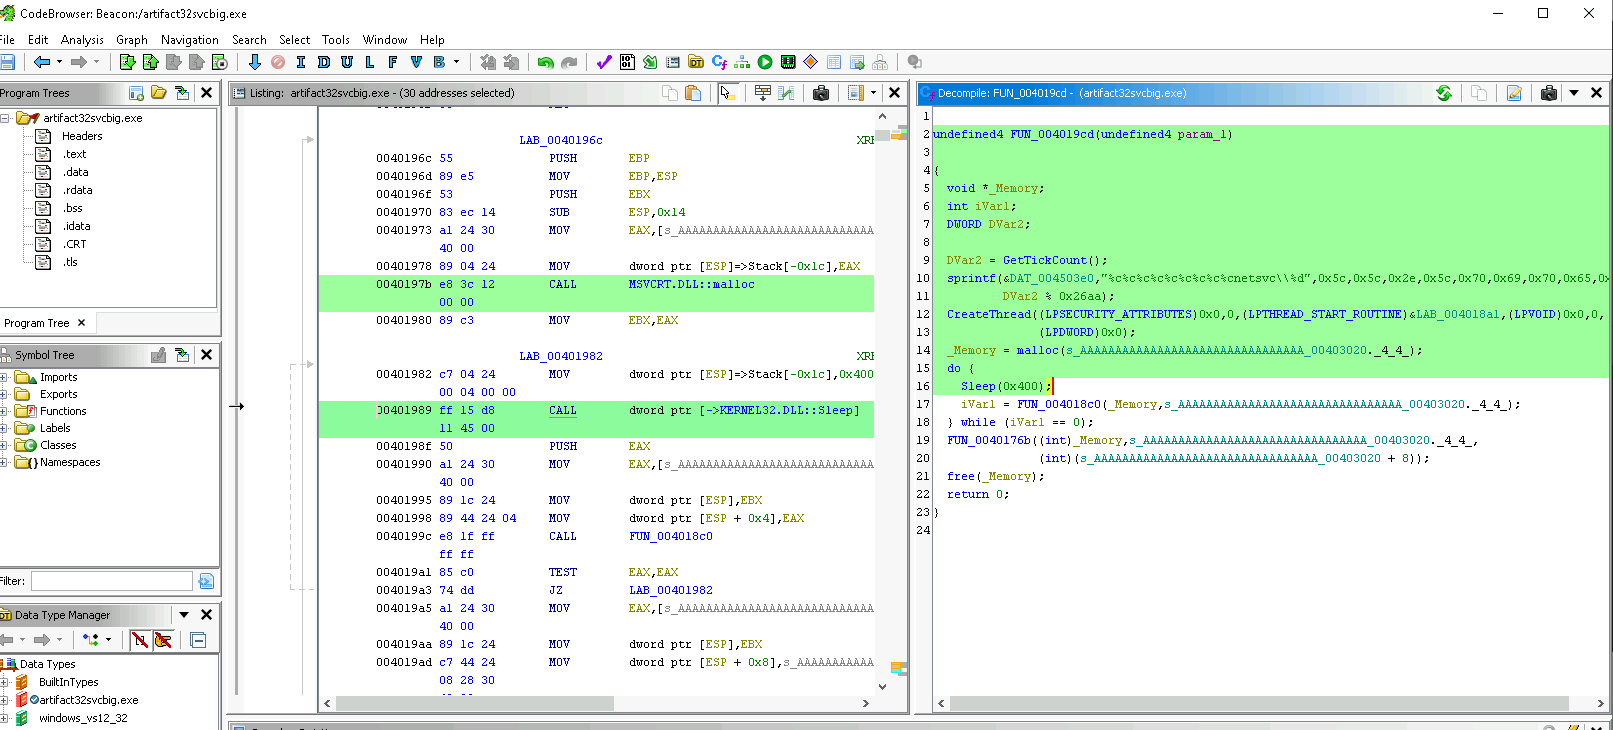 CodeBrowser: Beacon:/artifact32svcbig.exe
File Edit Analysis Graph Navigation Search Select Tools Window Help
I D U L F V B
Program Trees
artifact32svcbig.exe
Headers
.text
.data
.rdata
.bss
.idata
.CRT
.tls
Program Tree ×
Symbol Tree
Imports
Exports
Functions
Labels
Classes
Namespaces
Filter:
Data Type Manager
Data Types
BuiltInTypes
artifact32svcbig.exe
windows_vs12_32
Listing: artifact32svcbig.exe - (30 addresses selected)
LAB_0040196c XRE
0040196c 55 PUSH EBP
0040196d 89 e5 MOV EBP,ESP
0040196f 53 PUSH EBX
00401970 83 ec 14 SUB ESP,0x14
00401973 a1 24 30 MOV EAX,[s_AAAAAAAAAAAAAAAAAAAAAAAAAAAA
40 00
00401978 89 04 24 MOV dword ptr [ESP]=>Stack[-0x1c],EAX
0040197b e8 3c 12 CALL MSVCRT.DLL::malloc
00 00
00401980 89 c3 MOV EBX,EAX
LAB_00401982 XRE
00401982 c7 04 24 MOV dword ptr [ESP]=>Stack[-0x1c],0x400
00 04 00 00
00401989 ff 15 d8 CALL dword ptr [->KERNEL32.DLL::Sleep]
11 45 00
0040198f 50 PUSH EAX
00401990 a1 24 30 MOV EAX,[s_AAAAAAAAAAAAAAAAAAAAAAAAAAAA
40 00
00401995 89 1c 24 MOV dword ptr [ESP],EBX
00401998 89 44 24 04 MOV dword ptr [ESP + 0x4],EAX
0040199c e8 1f ff CALL FUN_004018c0
ff ff
004019a1 85 c0 TEST EAX,EAX
004019a3 74 dd JZ LAB_00401982
004019a5 a1 24 30 MOV EAX,[s_AAAAAAAAAAAAAAAAAAAAAAAAAAAA
40 00
004019aa 89 1c 24 MOV dword ptr [ESP],EBX
004019ad c7 44 24 MOV dword ptr [ESP + 0x8],s_AAAAAAAAAAA
08 28 30
Decompile: FUN_004019cd - (artifact32svcbig.exe)
1
2 undefined4 FUN_004019cd(undefined4 param_1)
3
4 {
5 void *_Memory;
6 int iVar1;
7 DWORD DVar2;
8
9 DVar2 = GetTickCount();
10 sprintf(&DAT_004503e0,"%c%c%c%c%c%c%c%c%cnetsvc\\%d",0x5c,0x5c,0x2e,0x5c,0x70,0x69,0x70,0x65,0
11 DVar2 % 0x26aa);
12 CreateThread((LPSECURITY_ATTRIBUTES)0x0,0,(LPTHREAD_START_ROUTINE)&LAB_004018a1,(LPVOID)0x0,0,
13 (LPDWORD)0x0);
14 _Memory = malloc(s_AAAAAAAAAAAAAAAAAAAAAAAAAAAAAAAA_00403020._4_4_);
15 do {
16 Sleep(0x400);
17 iVar1 = FUN_004018c0(_Memory,s_AAAAAAAAAAAAAAAAAAAAAAAAAAAAAAAA_00403020._4_4_);
18 } while (iVar1 == 0);
19 FUN_0040176b((int)_Memory,s_AAAAAAAAAAAAAAAAAAAAAAAAAAAAAAAA_00403020._4_4_,
20 (int)(s_AAAAAAAAAAAAAAAAAAAAAAAAAAAAAAAA_00403020 + 8));
21 free(_Memory);
22 return 0;
23 }
24